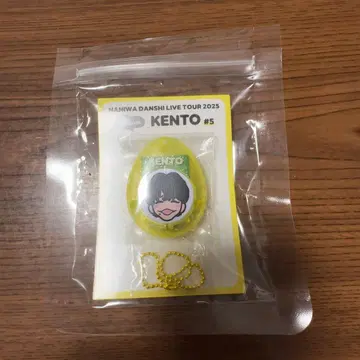 NANIWA DANSHI LIVE TOUR 2025
KENTO #5
KENTO